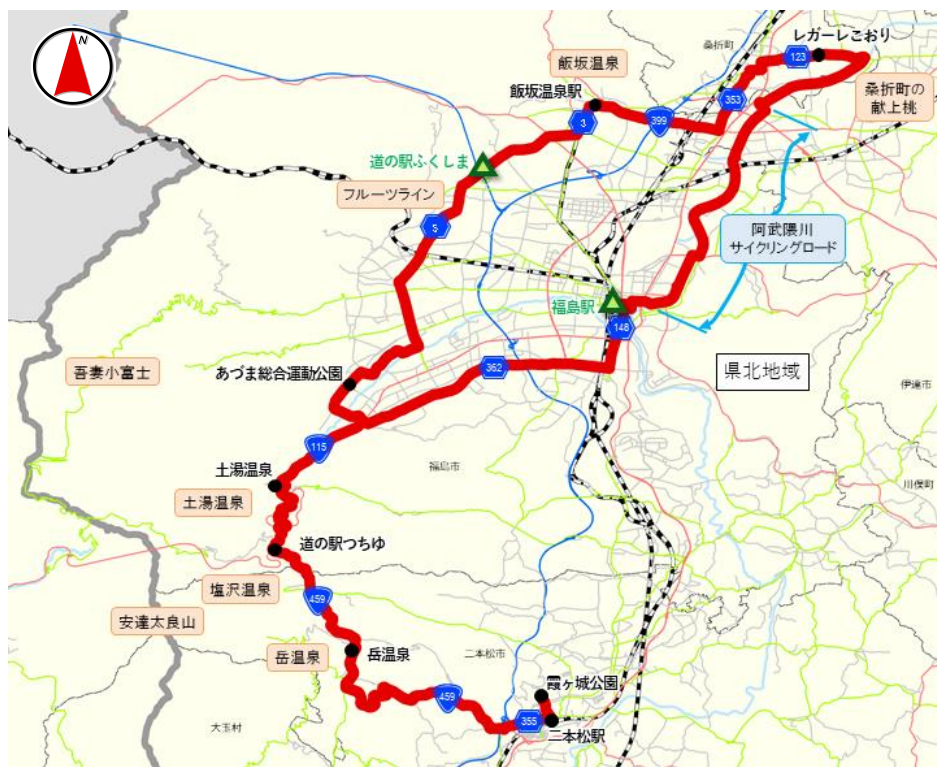 N
レガーレこおり
桑折町
123
飯坂温泉
飯坂温泉駅
353
桑折町の
献上桃
3
399
道の駅ふくしま
フルーツライン
5
阿武隈川
サイクリングロード
福島駅
148
吾妻小富士
あづま総合運動公園
362
県北地域
伊達市
115
土湯温泉
福島市
川俣町
土湯温泉
道の駅つちゆ
塩沢温泉
459
安達太良山
岳温泉
岳温泉
二本松市
459
霞ヶ城公園
355
二本松駅
大玉村